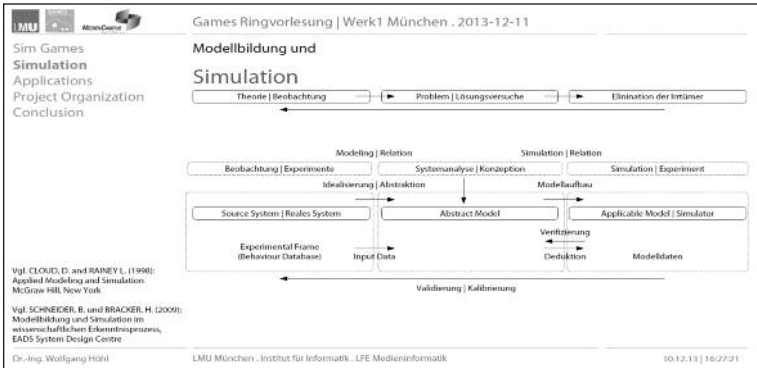 LMU
MEDIENCAMPUS
Games Ringvorlesung | Werk1 München . 2013-12-11
Sim Games
Simulation
Applications
Project Organization
Conclusion
Modellbildung und
Simulation
Theorie | Beobachtung
Problem | Lösungsversuche
Elinination der Irrtümer
Modeling | Relation
Simulation | Relation
Beobachtung | Experimente
Systemanalyse | Konzeption
Simulation | Experiment
Idealisierung | Abstraktion
Modellaufbau
Source System | Reales System
Abstract Model
Applicable Model | Simulator
Verifizierung
Experimental Frame
(Behaviour Database)
Input Data
Deduktion
Modelldaten
Validierung | Kalibrierung
Vgl. CLOUD, D. and RAINEY L. (1998):
Applied Modeling and Simulation
McGraw Hill, New York
Vgl. SCHNEIDER, B. und BRACKER, H. (2009):
Modellbildung und Simulation im
wissenschaftlichen Erkenntnisprozess,
EADS System Design Centre
Dr.-Ing. Wolfgang Höhl
LMU München . Institut für Informatik . LFE Medieninformatik
10.12.13 | 16:27:21